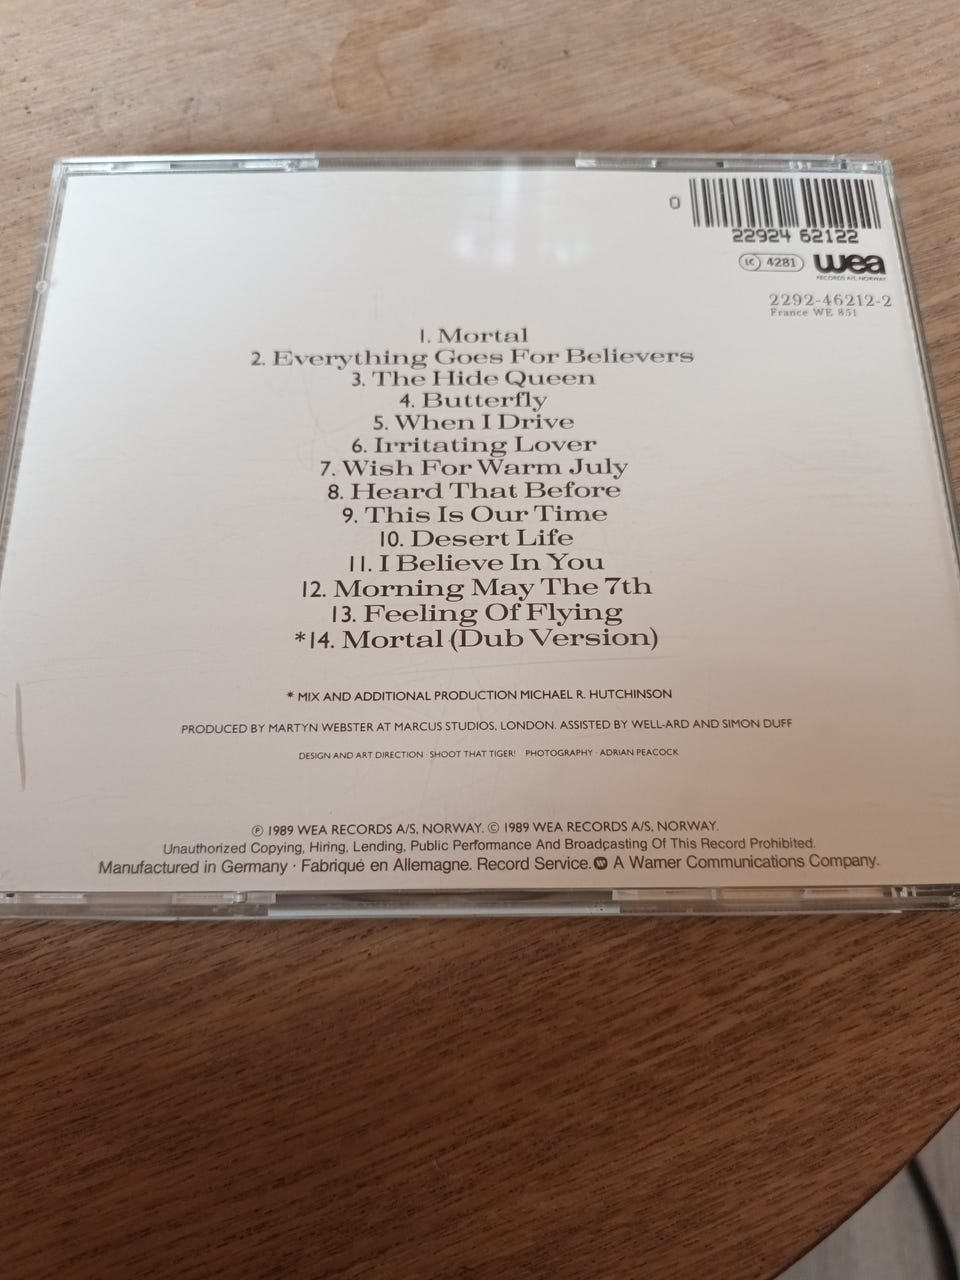 0
22924 62122
LC 4281 wea
RECORDS A/S, NORWAY
2292-46212-2
France WE 851
1. Mortal
2. Everything Goes For Believers
3. The Hide Queen
4. Butterfly
5. When I Drive
6. Irritating Lover
7. Wish For Warm July
8. Heard That Before
9. This Is Our Time
10. Desert Life
11. I Believe In You
12. Morning May The 7th
13. Feeling Of Flying
*14. Mortal (Dub Version)
* MIX AND ADDITIONAL PRODUCTION MICHAEL R. HUTCHINSON
PRODUCED BY MARTYN WEBSTER AT MARCUS STUDIOS, LONDON. ASSISTED BY WELL-ARD AND SIMON DUFF
DESIGN AND ART DIRECTION · SHOOT THAT TIGER! PHOTOGRAPHY · ADRIAN PEACOCK
℗ 1989 WEA RECORDS A/S, NORWAY. © 1989 WEA RECORDS A/S, NORWAY.
Unauthorized Copying, Hiring, Lending, Public Performance And Broadcasting Of This Record Prohibited.
Manufactured in Germany · Fabriqué en Allemagne. Record Service. A Warner Communications Company.